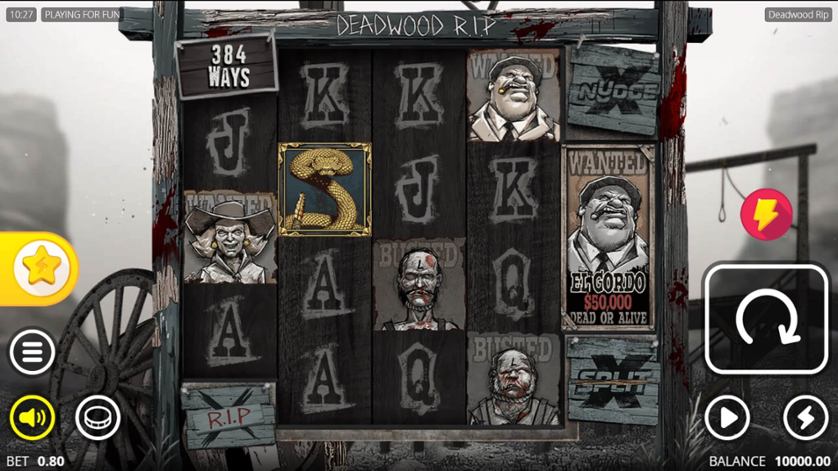 10:27 PLAYING FOR FUN
Deadwood Rip
DEADWOOD R.I.P
384
WAYS
J
K
K
WANTED
X
NUDGE
WANTED
S
J
K
WANTED
EL GORDO
$50,000
DEAD OR ALIVE
A
A
BUSTED
Q
A
Q
BUSTED
R.I.P
X
SPLIT
BET 0.80
BALANCE 10000.00